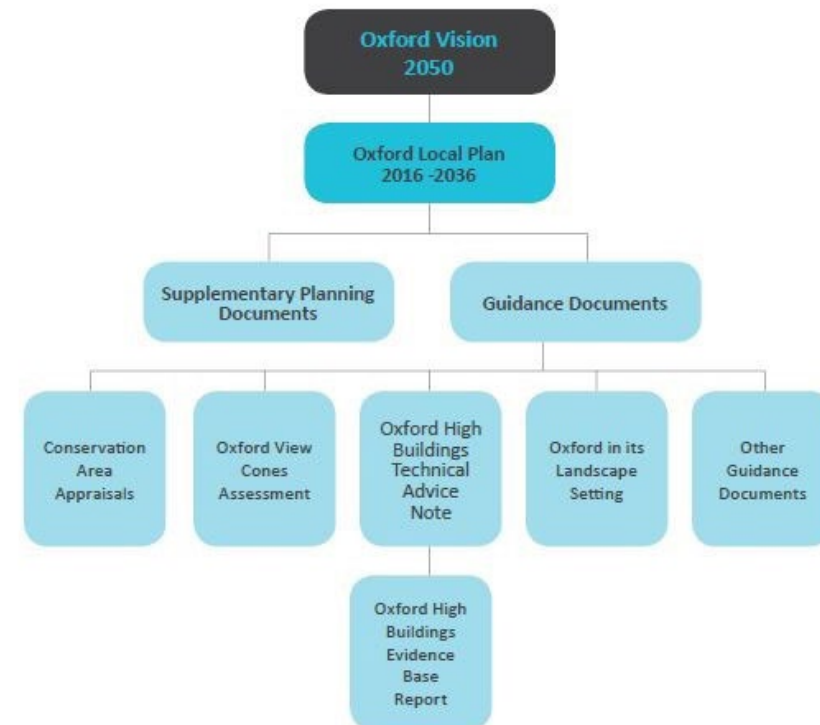 Oxford Vision
2050
Oxford Local Plan
2016 -2036
Supplementary Planning
Documents
Guidance Documents
Conservation
Area
Appraisals
Oxford View
Cones
Assessment
Oxford High
Buildings
Technical
Advice
Note
Oxford in its
Landscape
Setting
Other
Guidance
Documents
Oxford High
Buildings
Evidence
Base
Report